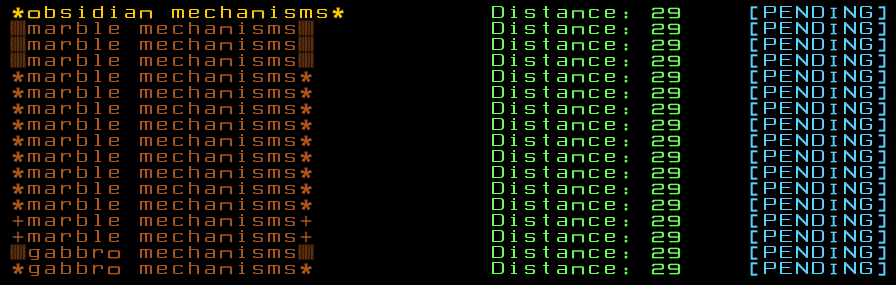 *obsidian mechanisms* Distance: 29 [PENDING]
▒marble mechanisms▒ Distance: 29 [PENDING]
▒marble mechanisms▒ Distance: 29 [PENDING]
▒marble mechanisms▒ Distance: 29 [PENDING]
*marble mechanisms* Distance: 29 [PENDING]
*marble mechanisms* Distance: 29 [PENDING]
*marble mechanisms* Distance: 29 [PENDING]
*marble mechanisms* Distance: 29 [PENDING]
*marble mechanisms* Distance: 29 [PENDING]
*marble mechanisms* Distance: 29 [PENDING]
*marble mechanisms* Distance: 29 [PENDING]
*marble mechanisms* Distance: 29 [PENDING]
*marble mechanisms* Distance: 29 [PENDING]
+marble mechanisms+ Distance: 29 [PENDING]
+marble mechanisms+ Distance: 29 [PENDING]
▒gabbro mechanisms▒ Distance: 29 [PENDING]
*gabbro mechanisms* Distance: 29 [PENDING]